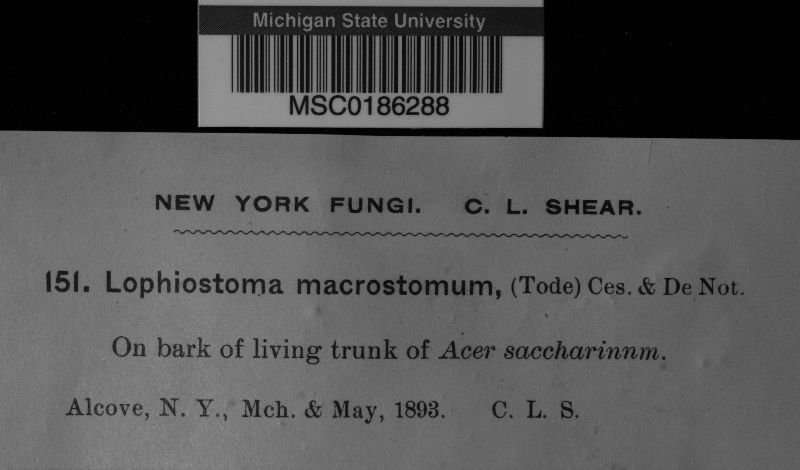 Michigan State University
MSC0186288
NEW YORK FUNGI. C. L. SHEAR.
151. Lophiostoma macrostomum, (Tode) Ces. & De Not.
On bark of living trunk of Acer saccharinnm.
Alcove, N. Y., Mch. & May, 1893. C. L. S.